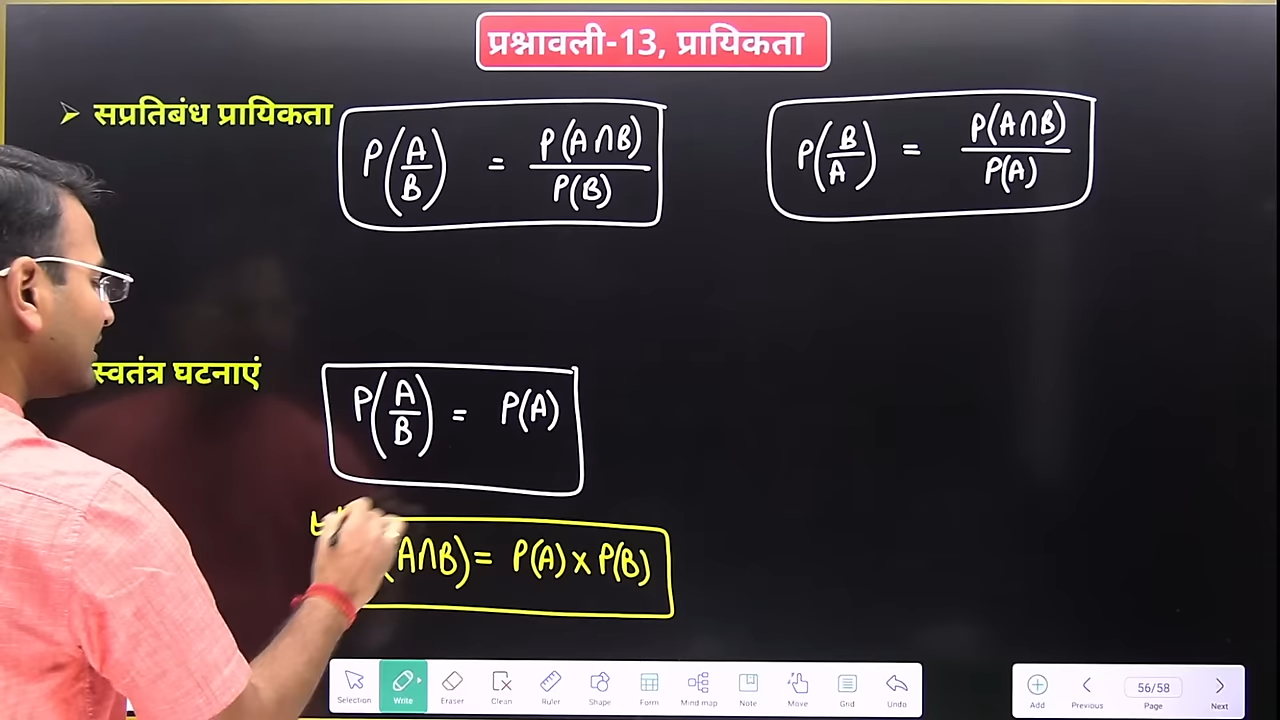 प्रश्नावली-13, प्रायिकता
➤ सप्रतिबंध प्रायिकता
P(A/B) = P(A∩B)/P(B)
P(B/A) = P(A∩B)/P(A)
स्वतंत्र घटनाएं
P(A/B) = P(A)
(A∩B) = P(A) x P(B)
Selection
Write
Eraser
Clean
Ruler
Shape
Form
Mind map
Note
Move
Grid
Undo
Add
Previous
56/58
Page
Next